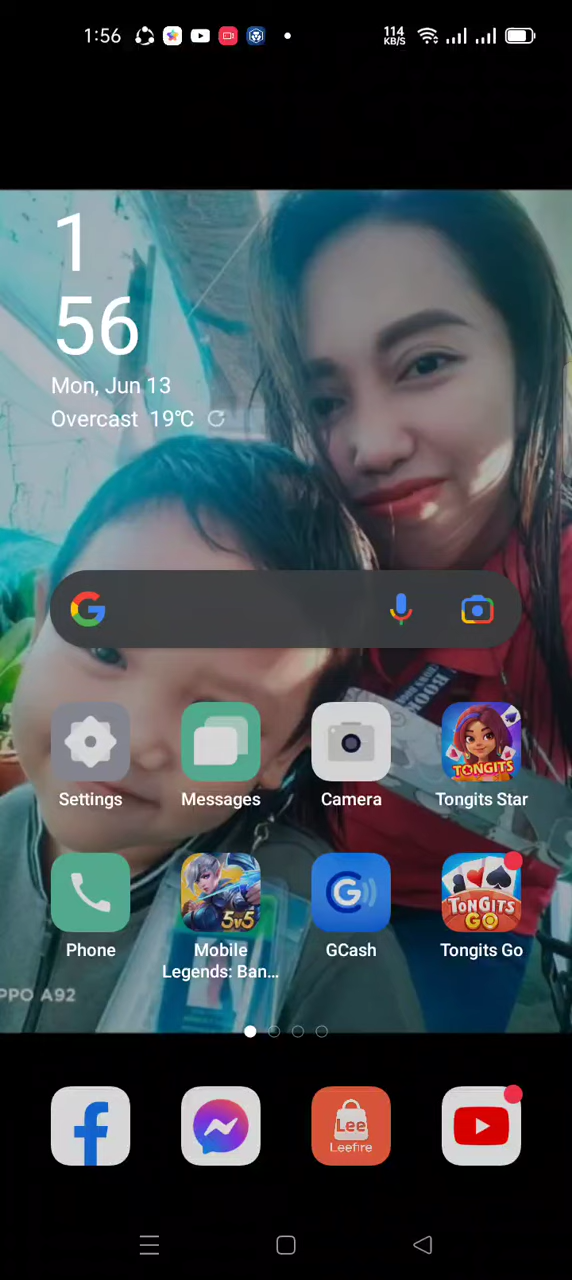 1:56
114
KB/S
1
56
Mon, Jun 13
Overcast 19℃
BOOK
TONGITS
Settings
Messages
Camera
Tongits Star
5v5
TONGITS
GO
Phone
Mobile
Legends: Ban...
GCash
Tongits Go
PPO A92
Lee
Leefire